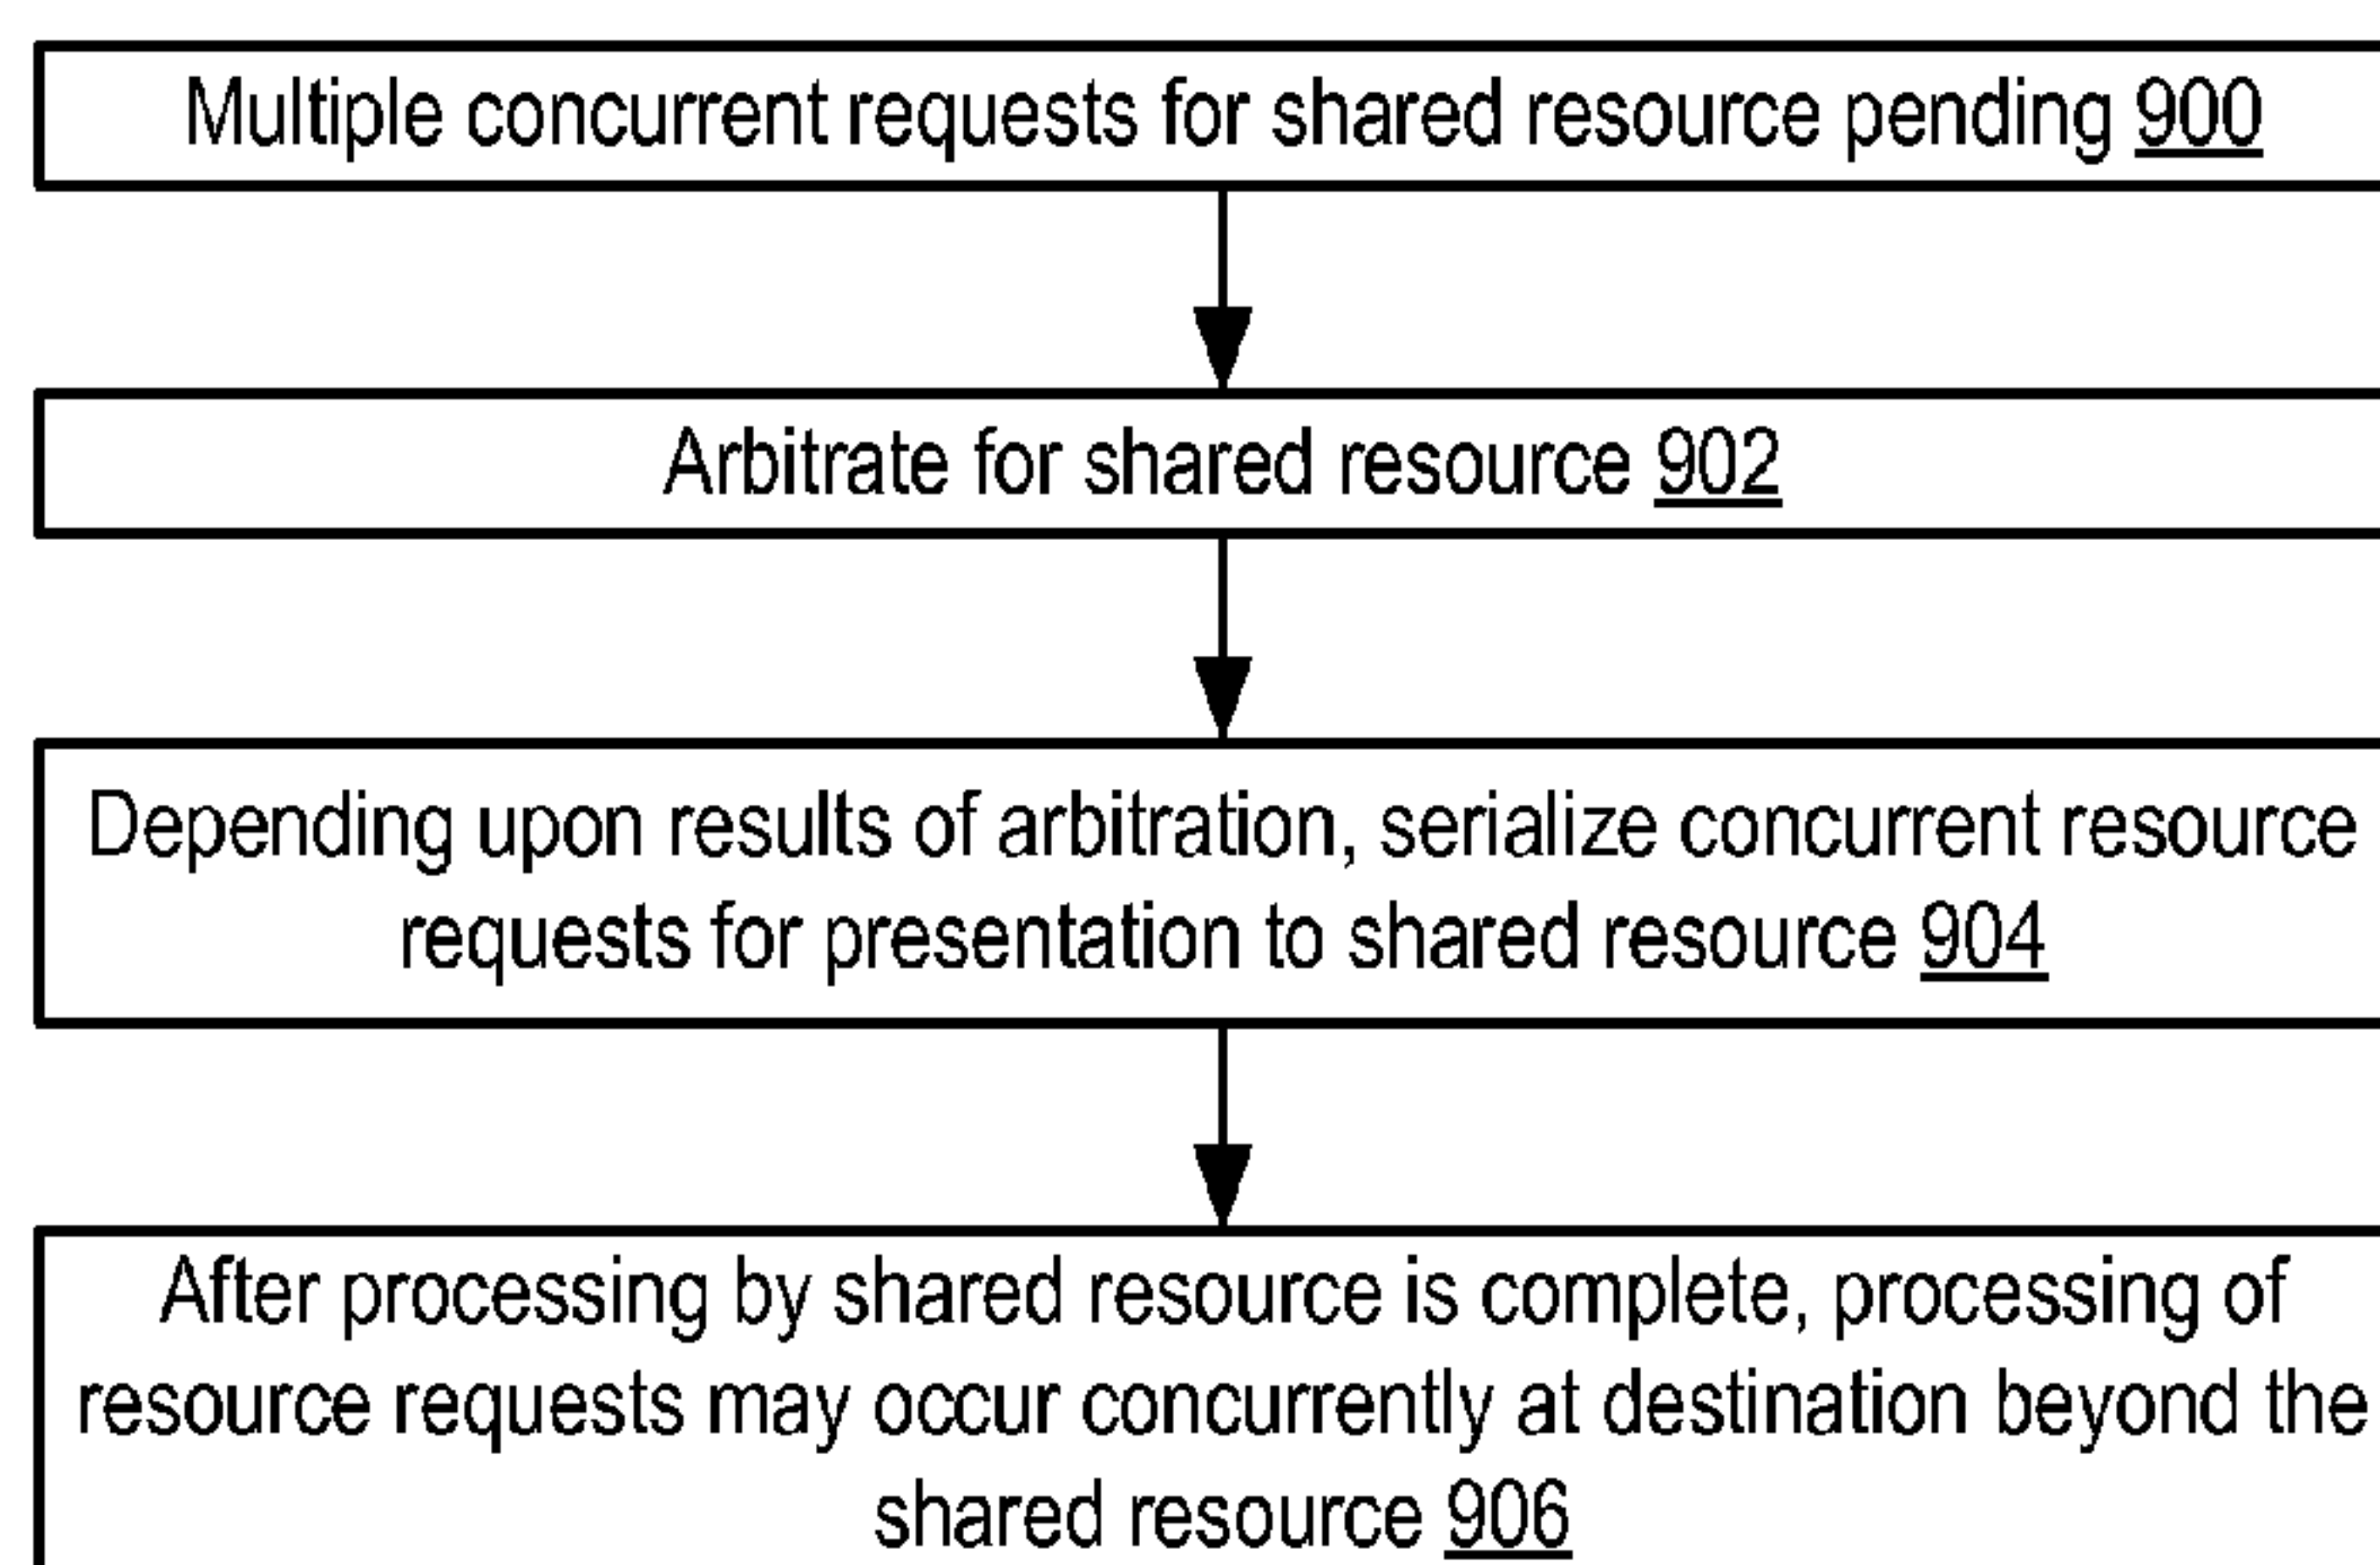 Multiple concurrent requests for shared resource pending 900
Arbitrate for shared resource 902
Depending upon results of arbitration, serialize concurrent resource
requests for presentation to shared resource 904
After processing by shared resource is complete, processing of
resource requests may occur concurrently at destination beyond the
shared resource 906